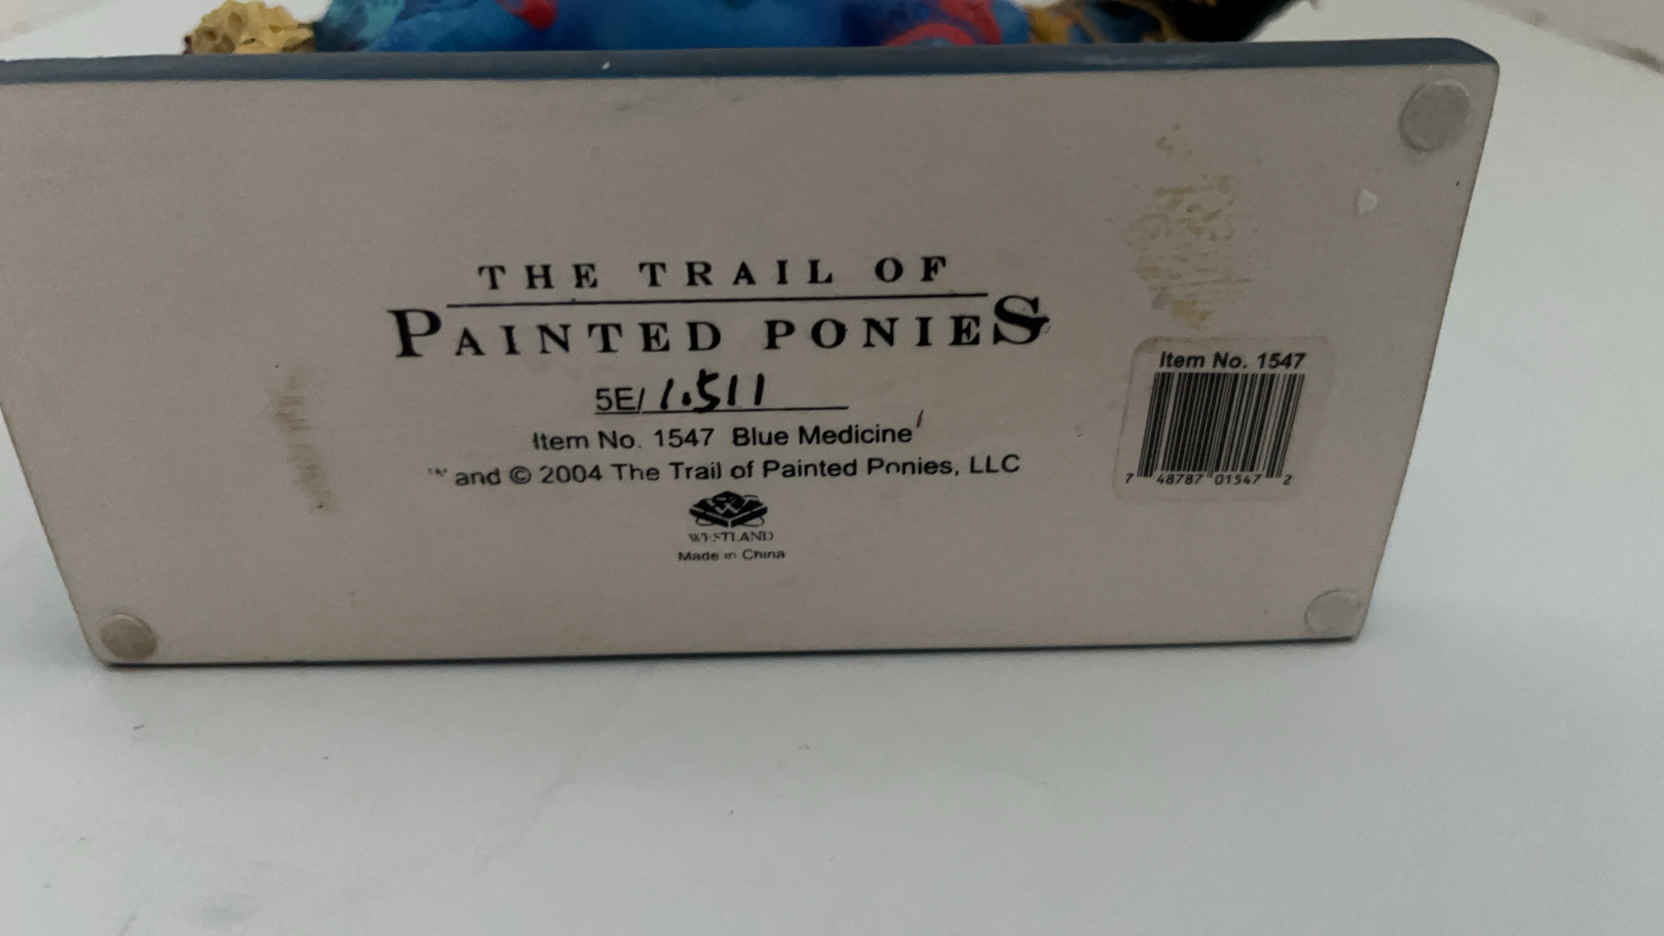 THE TRAIL OF
PAINTED PONIES
5E/ 1.511
Item No. 1547 Blue Medicine
™ and © 2004 The Trail of Painted Ponies, LLC
WESTLAND
Made in China
Item No. 1547
7 48787 01547 2